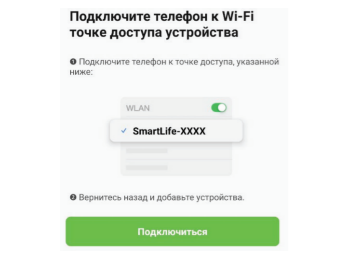 Подключите телефон к Wi-Fi
точке доступа устройства
❶ Подключите телефон к точке доступа, указанной
ниже:
WLAN
✓ SmartLife-XXXX
❷ Вернитесь назад и добавьте устройства.
Подключиться